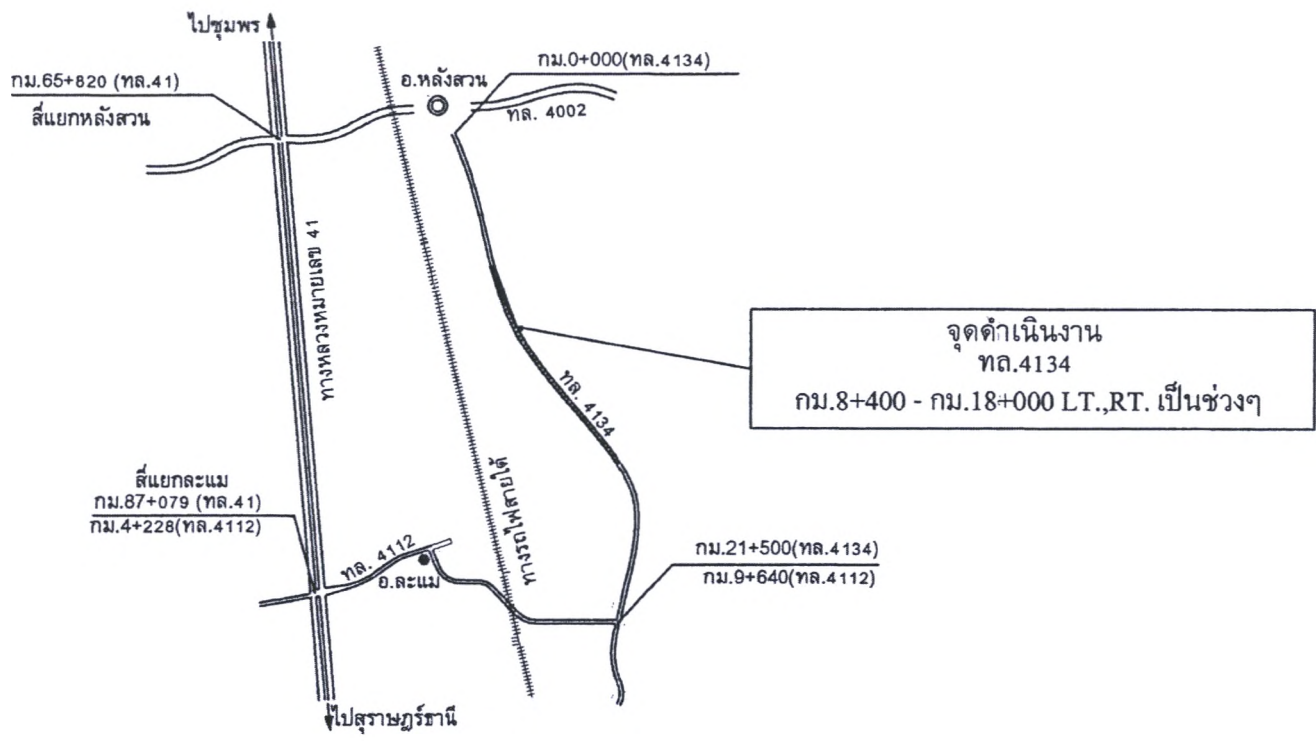 ไปชุมพร
กม.65+820 (ทล.41)
สี่แยกหลังสวน
อ.หลังสวน
กม.0+000(ทล.4134)
ทล. 4002
ทางหลวงหมายเลข 41
จุดดำเนินงาน
ทล.4134
กม.8+400 - กม.18+000 LT.,RT. เป็นช่วงๆ
ทล. 4134
สี่แยกละแม
กม.87+079 (ทล.41)
กม.4+228(ทล.4112)
ทล. 4112
อ.ละแม
ทางรถไฟสายใต้
กม.21+500(ทล.4134)
กม.9+640(ทล.4112)
ไปสุราษฎร์ธานี